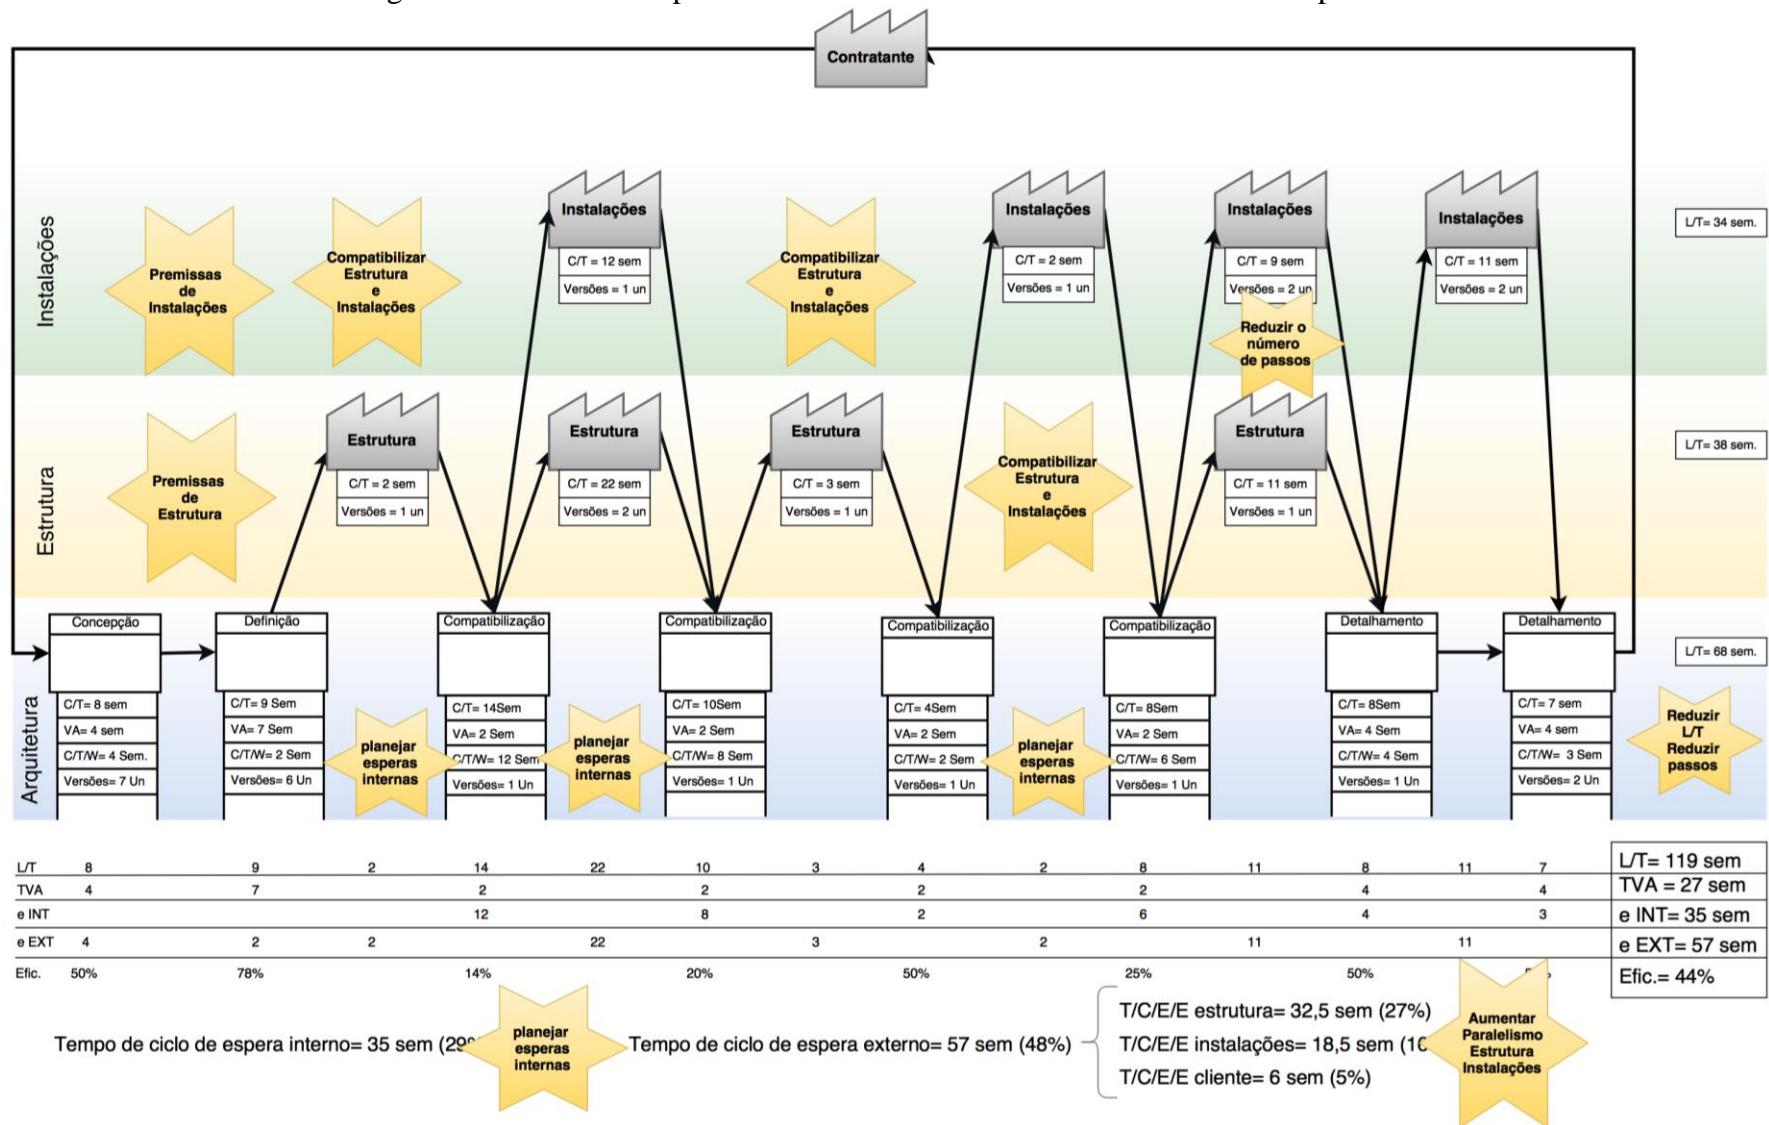 Contratante
Instalações
Premissas
de
Instalações
Compatibilizar
Estrutura
e
Instalações
Instalações
C/T = 12 sem
Versões = 1 un
Compatibilizar
Estrutura
e
Instalações
Instalações
C/T = 2 sem
Versões = 1 un
Instalações
C/T = 9 sem
Versões = 2 un
Reduzir o
número
de passos
Instalações
C/T = 11 sem
Versões = 2 un
L/T= 34 sem.
Estrutura
Premissas
de
Estrutura
Estrutura
C/T = 2 sem
Versões = 1 un
Estrutura
C/T = 22 sem
Versões = 2 un
Estrutura
C/T = 3 sem
Versões = 1 un
Compatibilizar
Estrutura
e
Instalações
Estrutura
C/T = 11 sem
Versões = 1 un
L/T= 38 sem.
Arquitetura
Concepção
C/T= 8 sem
VA= 4 sem
C/T/W= 4 Sem.
Versões= 7 Un
Definição
C/T= 9 Sem
VA= 7 Sem
C/T/W= 2 Sem
Versões= 6 Un
planejar
esperas
internas
Compatibilização
C/T= 14Sem
VA= 2 Sem
C/T/W= 12 Sem
Versões= 1 Un
planejar
esperas
internas
Compatibilização
C/T= 10Sem
VA= 2 Sem
C/T/W= 8 Sem
Versões= 1 Un
Compatibilização
C/T= 4Sem
VA= 2 Sem
C/T/W= 2 Sem
Versões= 1 Un
planejar
esperas
internas
Compatibilização
C/T= 8Sem
VA= 2 Sem
C/T/W= 6 Sem
Versões= 1 Un
Detalhamento
C/T= 8Sem
VA= 4 Sem
C/T/W= 4 Sem
Versões= 1 Un
Detalhamento
C/T= 7 sem
VA= 4 sem
C/T/W= 3 Sem
Versões= 2 Un
L/T= 68 sem.
Reduzir
L/T
Reduzir
passos
L/T 8 9 2 14 22 10 3 4 2 8 11 8 11 7 L/T= 119 sem
TVA 4 7 2 2 2 2 4 4 TVA = 27 sem
e INT 12 8 2 6 4 3 e INT= 35 sem
e EXT 4 2 2 22 3 2 11 11 e EXT= 57 sem
Efic. 50% 78% 14% 20% 50% 25% 50% Efic.= 44%
Tempo de ciclo de espera interno= 35 sem
planejar
esperas
internas
Tempo de ciclo de espera externo= 57 sem (48%)
T/C/E/E estrutura= 32,5 sem (27%)
T/C/E/E instalações= 18,5 sem
T/C/E/E cliente= 6 sem (5%)
Aumentar
Paralelismo
Estrutura
Instalações